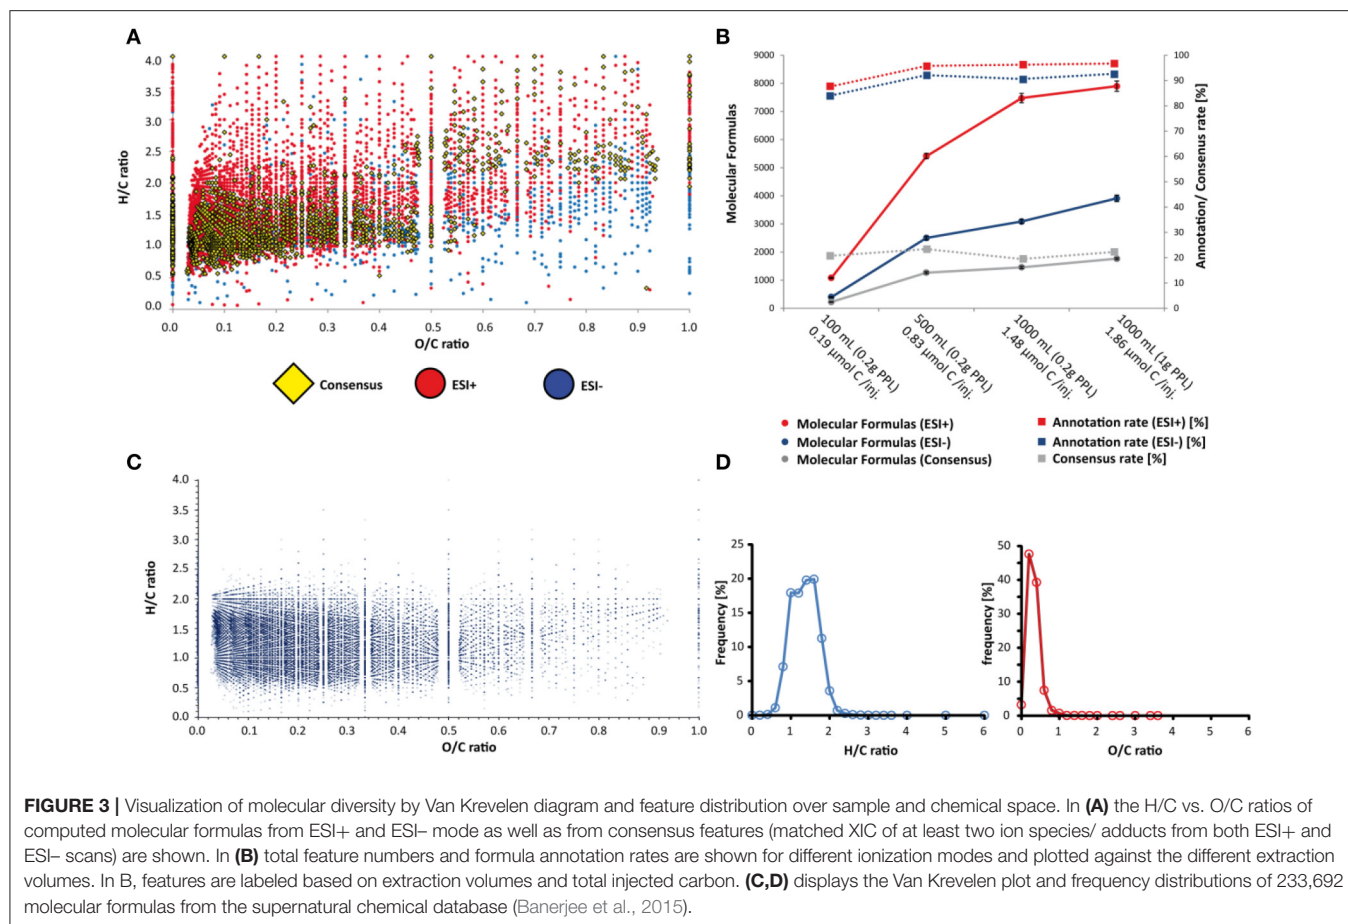 A
H/C ratio
4.0
3.5
3.0
2.5
2.0
1.5
1.0
0.5
0.0
0.0 0.1 0.2 0.3 0.4 0.5 0.6 0.7 0.8 0.9 1.0
O/C ratio
Consensus ESI+ ESI-
B
Molecular Formulas
9000
8000
7000
6000
5000
4000
3000
2000
1000
0
100
90
80
70
60
50
40
30
20
10
0
Annotation/ Consenus rate [%]
100 mL (0.2g PPL)
0.19 µmol C /inj.
500 mL (0.2g PPL)
0.83 µmol C /inj.
1000 mL (0.2g PPL)
1.48 µmol C /inj.
1000 mL (1g PPL)
1.86 µmol C /inj.
Molecular Formulas (ESI+) Annotation rate (ESI+) [%]
Molecular Formulas (ESI-) Annotation rate (ESI-) [%]
Molecular Formulas (Consensus) Consensus rate [%]
C
H/C ratio
4.0
3.5
3.0
2.5
2.0
1.5
1.0
0.5
0.0
0.0 0.1 0.2 0.3 0.4 0.5 0.6 0.7 0.8 0.9 1.0
O/C ratio
D
Frequency [%]
25
20
15
10
5
0
0 1 2 3 4 5 6
H/C ratio
frequency [%]
50
40
30
20
10
0
0 1 2 3 4 5 6
O/C ratio
FIGURE 3 | Visualization of molecular diversity by Van Krevelen diagram and feature distribution over sample and chemical space. In (A) the H/C vs. O/C ratios of
computed molecular formulas from ESI+ and ESI– mode as well as from consensus features (matched XIC of at least two ion species/ adducts from both ESI+ and
ESI– scans) are shown. In (B) total feature numbers and formula annotation rates are shown for different ionization modes and plotted against the different extraction
volumes. In B, features are labeled based on extraction volumes and total injected carbon. (C,D) displays the Van Krevelen plot and frequency distributions of 233,692
molecular formulas from the supernatural chemical database (Banerjee et al., 2015).